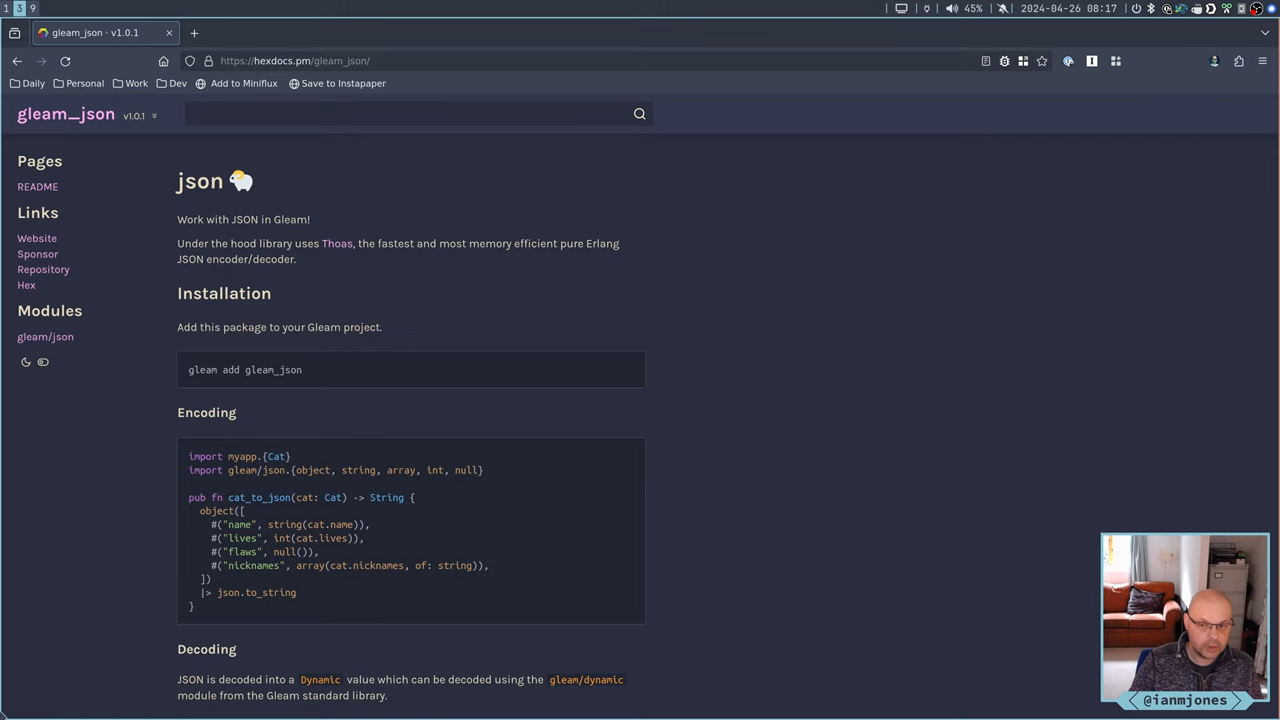 1 3 9
45%
2024-04-26 08:17
gleam_json · v1.0.1
https://hexdocs.pm/gleam_json/
Daily Personal Work Dev Add to Miniflux Save to Instapaper
gleam_json v1.0.1
Pages
README
Links
Website
Sponsor
Repository
Hex
Modules
gleam/json
json
Work with JSON in Gleam!
Under the hood library uses Thoas, the fastest and most memory efficient pure Erlang
JSON encoder/decoder.
Installation
Add this package to your Gleam project.
gleam add gleam_json
Encoding
import myapp.{Cat}
import gleam/json.{object, string, array, int, null}
pub fn cat_to_json(cat: Cat) -> String {
  object([
    #("name", string(cat.name)),
    #("lives", int(cat.lives)),
    #("flaws", null()),
    #("nicknames", array(cat.nicknames, of: string)),
  ])
  |> json.to_string
}
Decoding
JSON is decoded into a Dynamic value which can be decoded using the gleam/dynamic
module from the Gleam standard library.
@ianmjones